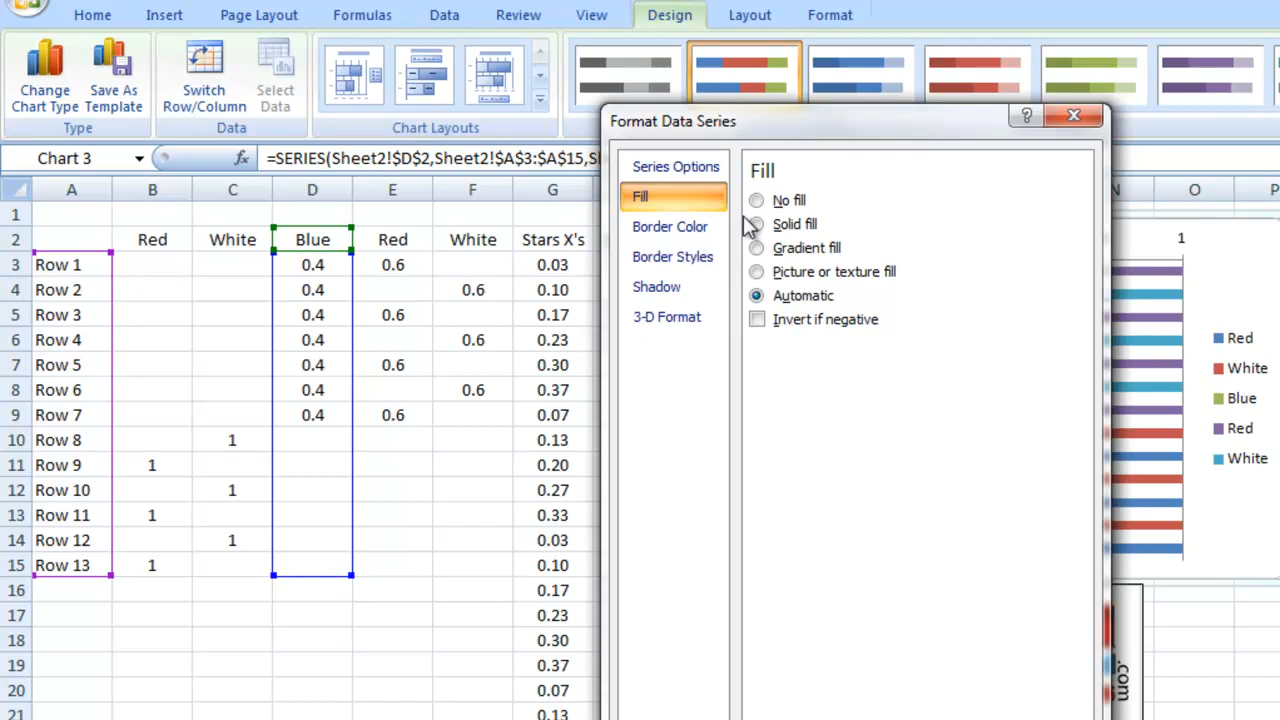 Home Insert Page Layout Formulas Data Review View Design Layout Format
Change Chart Type
Save As Template
Switch Row/Column
Select Data
Type Data Chart Layouts
Format Data Series
?
Chart 3 fx =SERIES(Sheet2!$D$2,Sheet2!$A$3:$A$15,S
A B C D E F G N O P
1
2 Red White Blue Red White Stars X's
3 Row 1 0.4 0.6 0.03
4 Row 2 0.4 0.6 0.10
5 Row 3 0.4 0.6 0.17
6 Row 4 0.4 0.6 0.23
7 Row 5 0.4 0.6 0.30
8 Row 6 0.4 0.6 0.37
9 Row 7 0.4 0.6 0.07
10 Row 8 1 0.13
11 Row 9 1 0.20
12 Row 10 1 0.27
13 Row 11 1 0.33
14 Row 12 1 0.03
15 Row 13 1 0.10
16 0.17
17 0.23
18 0.30
19 0.37
20 0.07
21 0.13
Series Options
Fill
Border Color
Border Styles
Shadow
3-D Format
Fill
No fill
Solid fill
Gradient fill
Picture or texture fill
Automatic
Invert if negative
1
Red
White
Blue
Red
White
.com